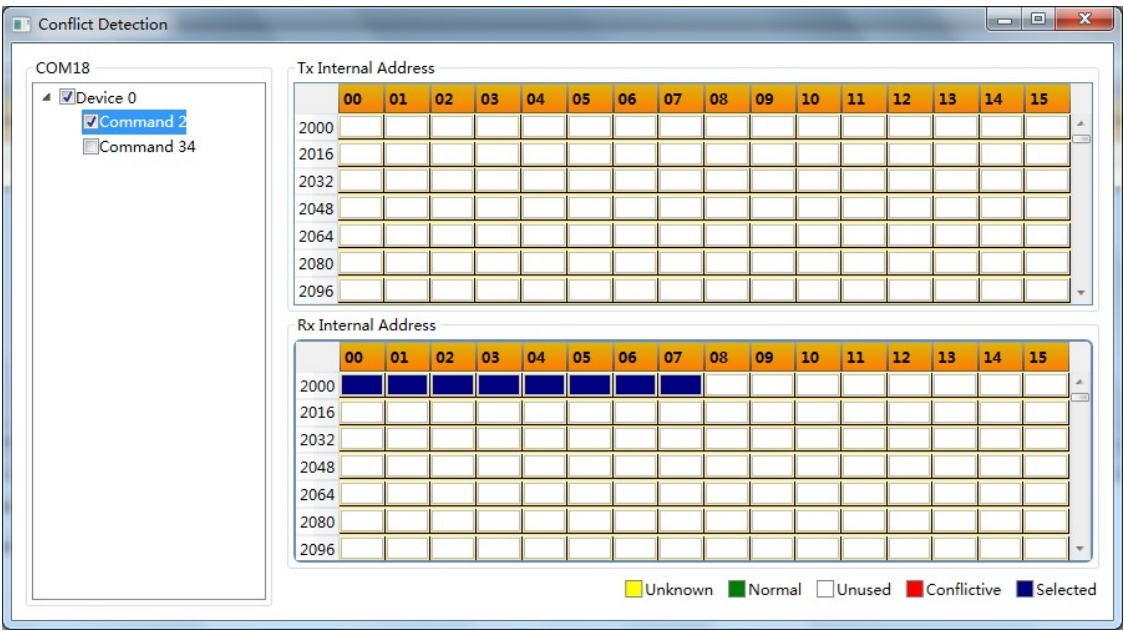 Conflict Detection
COM18
Device 0
Command 2
Command 34
Tx Internal Address
00 01 02 03 04 05 06 07 08 09 10 11 12 13 14 15
2000
2016
2032
2048
2064
2080
2096
Rx Internal Address
00 01 02 03 04 05 06 07 08 09 10 11 12 13 14 15
2000
2016
2032
2048
2064
2080
2096
Unknown Normal Unused Conflictive Selected